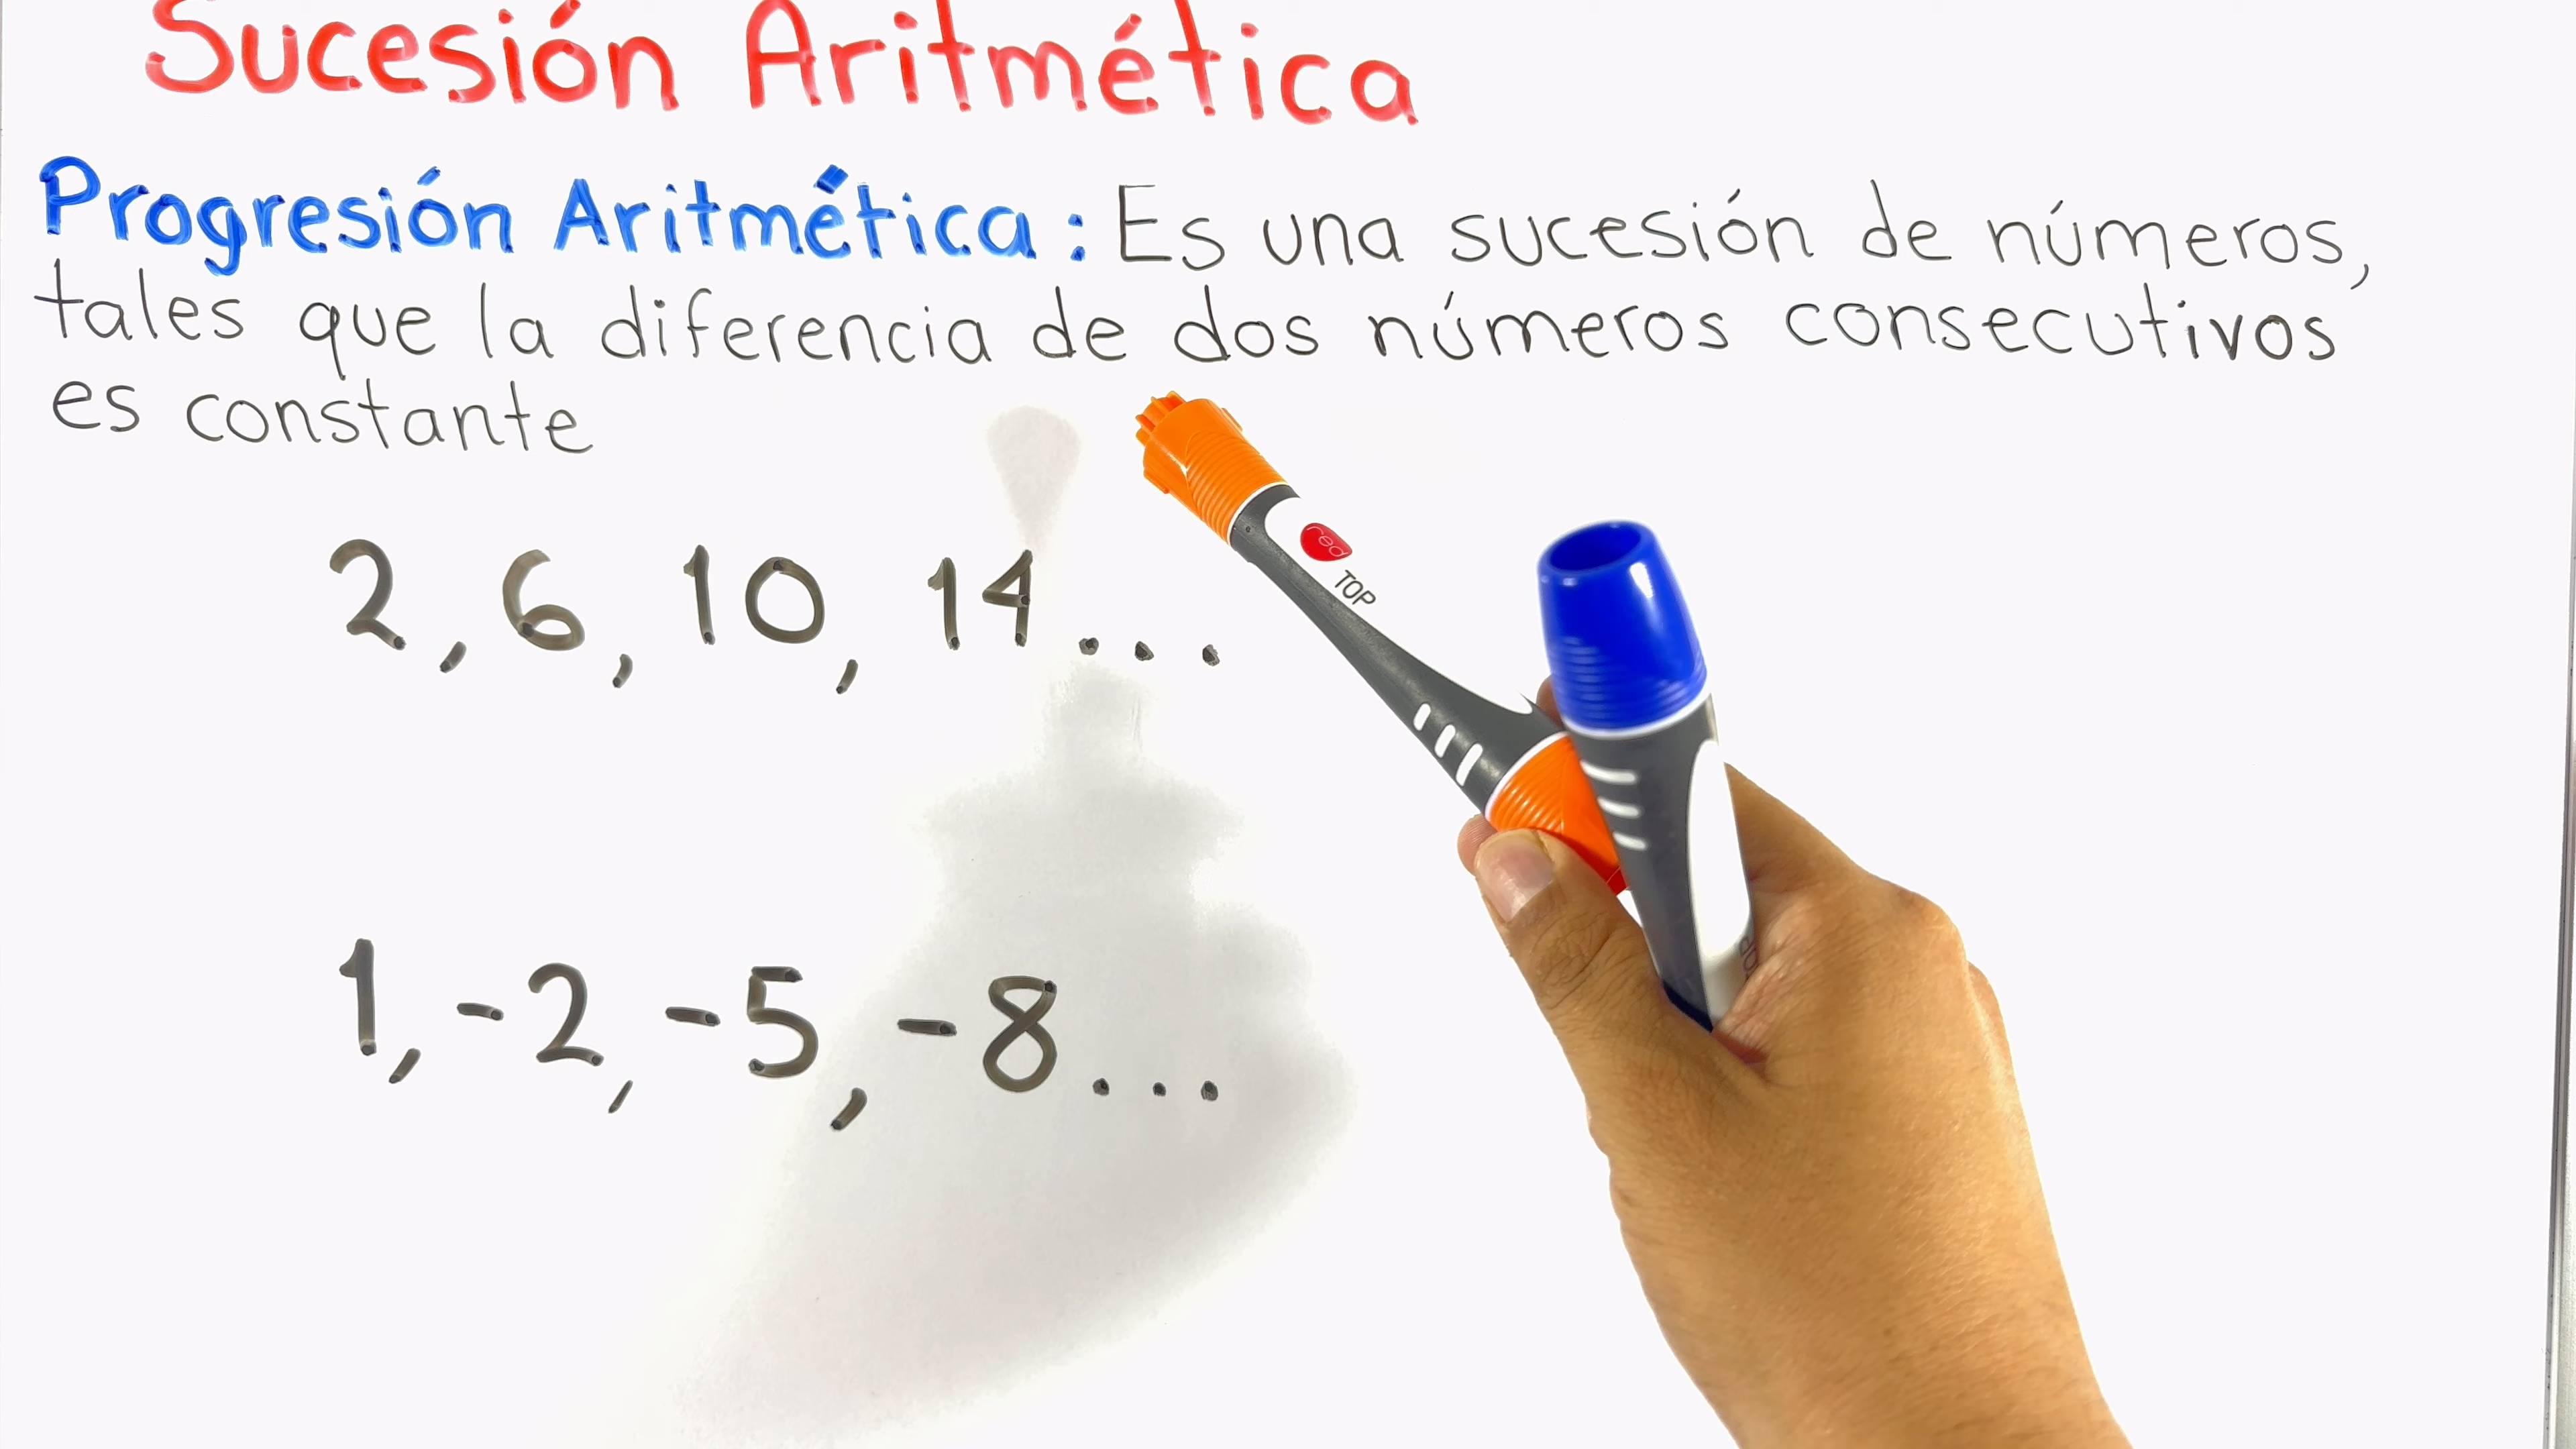 Sucesión Aritmética
Progresión Aritmética: Es una sucesión de números,
tales que la diferencia de dos números consecutivos
es constante
2, 6, 10, 14...
red
TOP
1, -2, -5, -8...